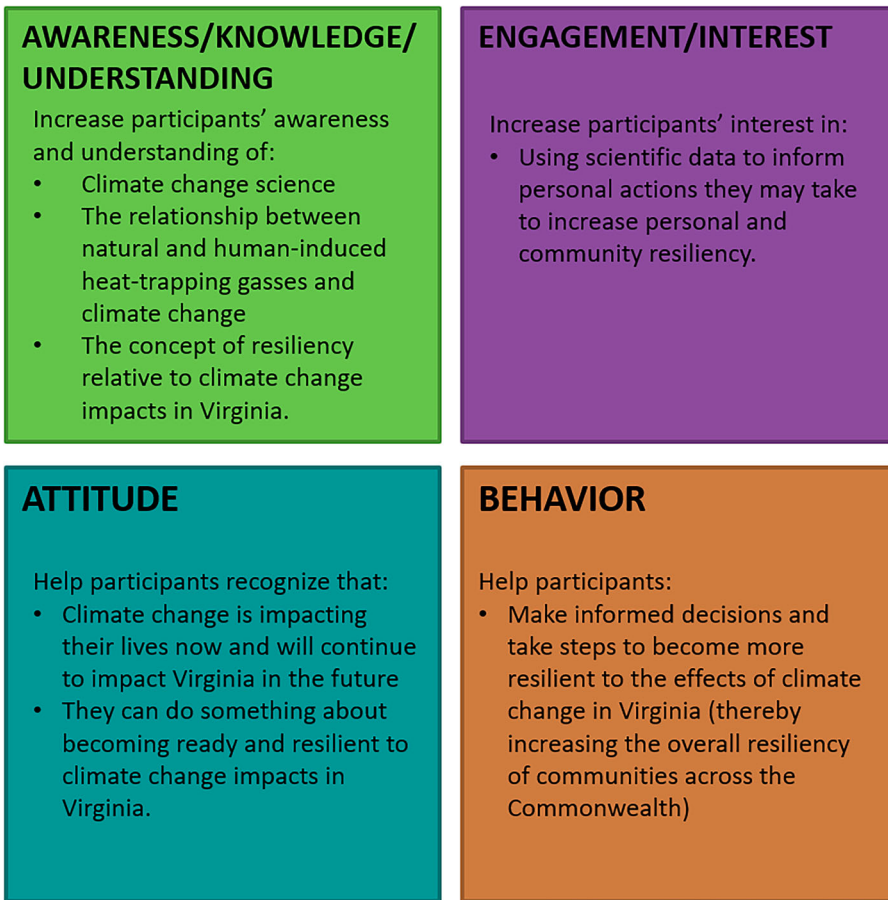 AWARENESS/KNOWLEDGE/
UNDERSTANDING
Increase participants’ awareness
and understanding of:
• Climate change science
• The relationship between
natural and human-induced
heat-trapping gasses and
climate change
• The concept of resiliency
relative to climate change
impacts in Virginia.
ENGAGEMENT/INTEREST
Increase participants’ interest in:
• Using scientific data to inform
personal actions they may take
to increase personal and
community resiliency.
ATTITUDE
Help participants recognize that:
• Climate change is impacting
their lives now and will continue
to impact Virginia in the future
• They can do something about
becoming ready and resilient to
climate change impacts in
Virginia.
BEHAVIOR
Help participants:
• Make informed decisions and
take steps to become more
resilient to the effects of climate
change in Virginia (thereby
increasing the overall resiliency
of communities across the
Commonwealth)